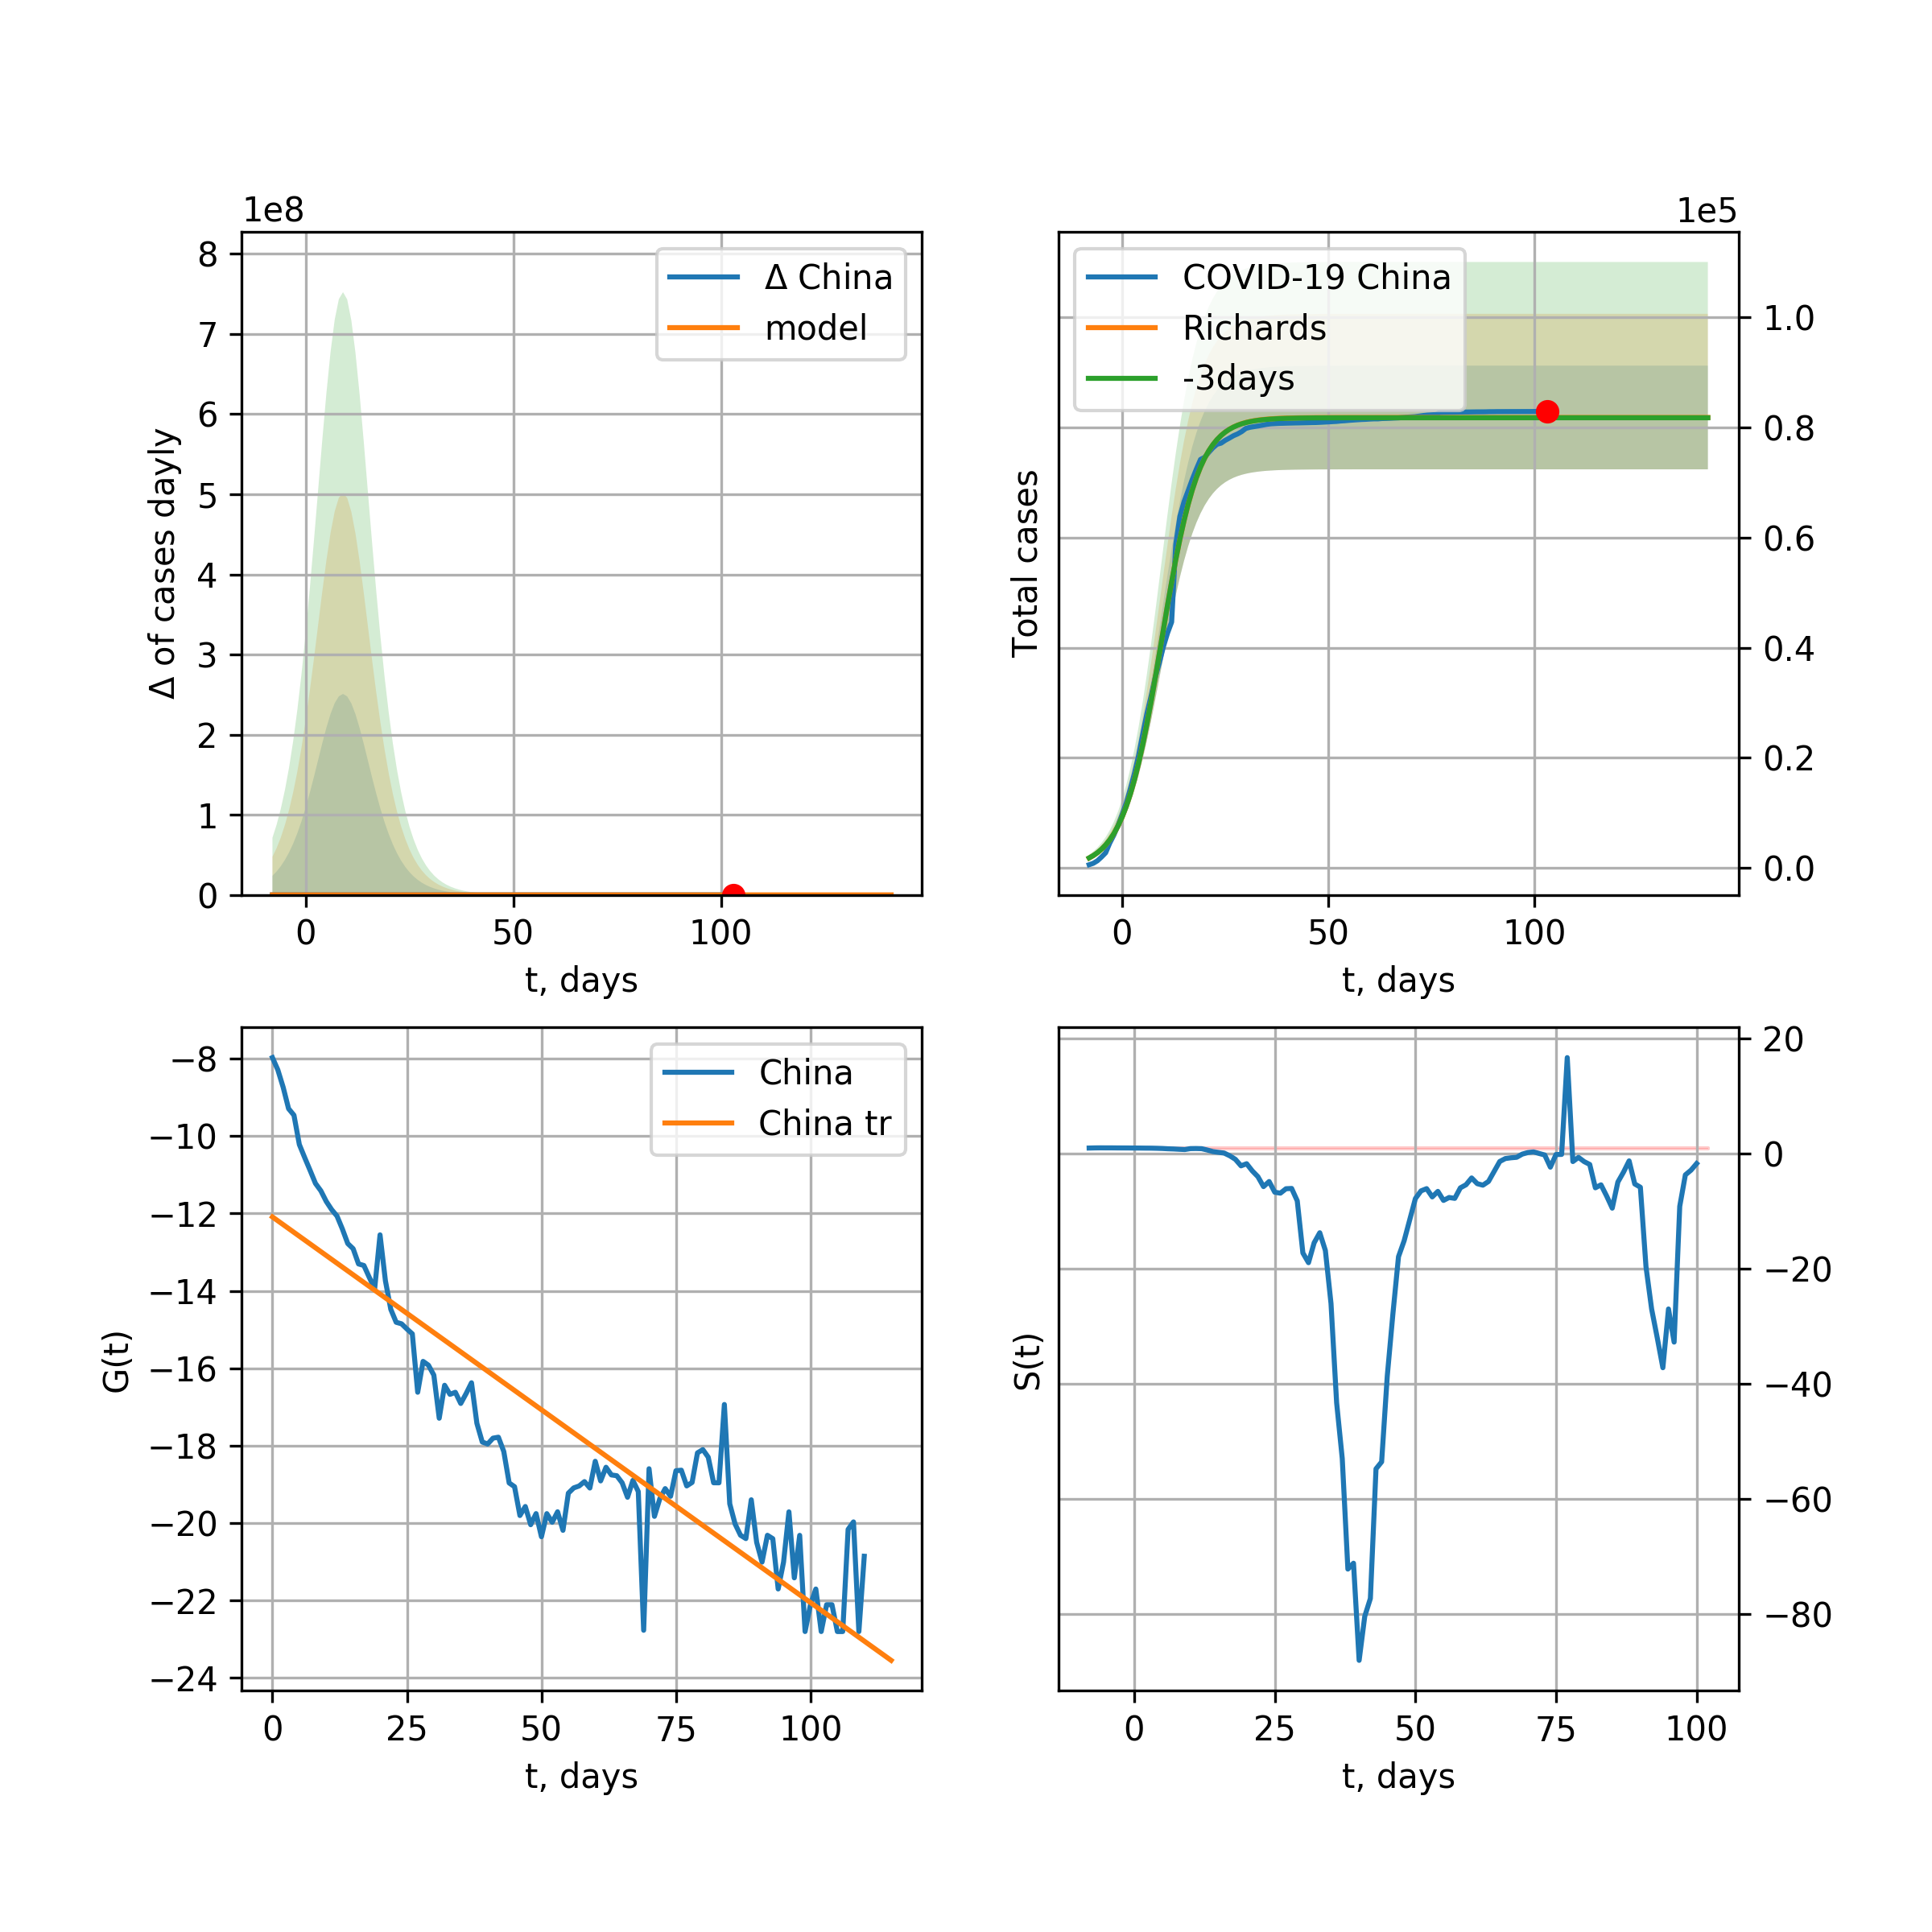 1e8
8
7
6
5
4
3
2
1
0
Δ of cases dayly
Δ China
model
0 50 100
t, days
1e5
COVID-19 China
Richards
-3days
Total cases
1.0
0.8
0.6
0.4
0.2
0.0
0 50 100
t, days
−8
−10
−12
−14
−16
−18
−20
−22
−24
G(t)
China
China tr
0 25 50 75 100
t, days
S(t)
20
0
−20
−40
−60
−80
0 25 50 75 100
t, days